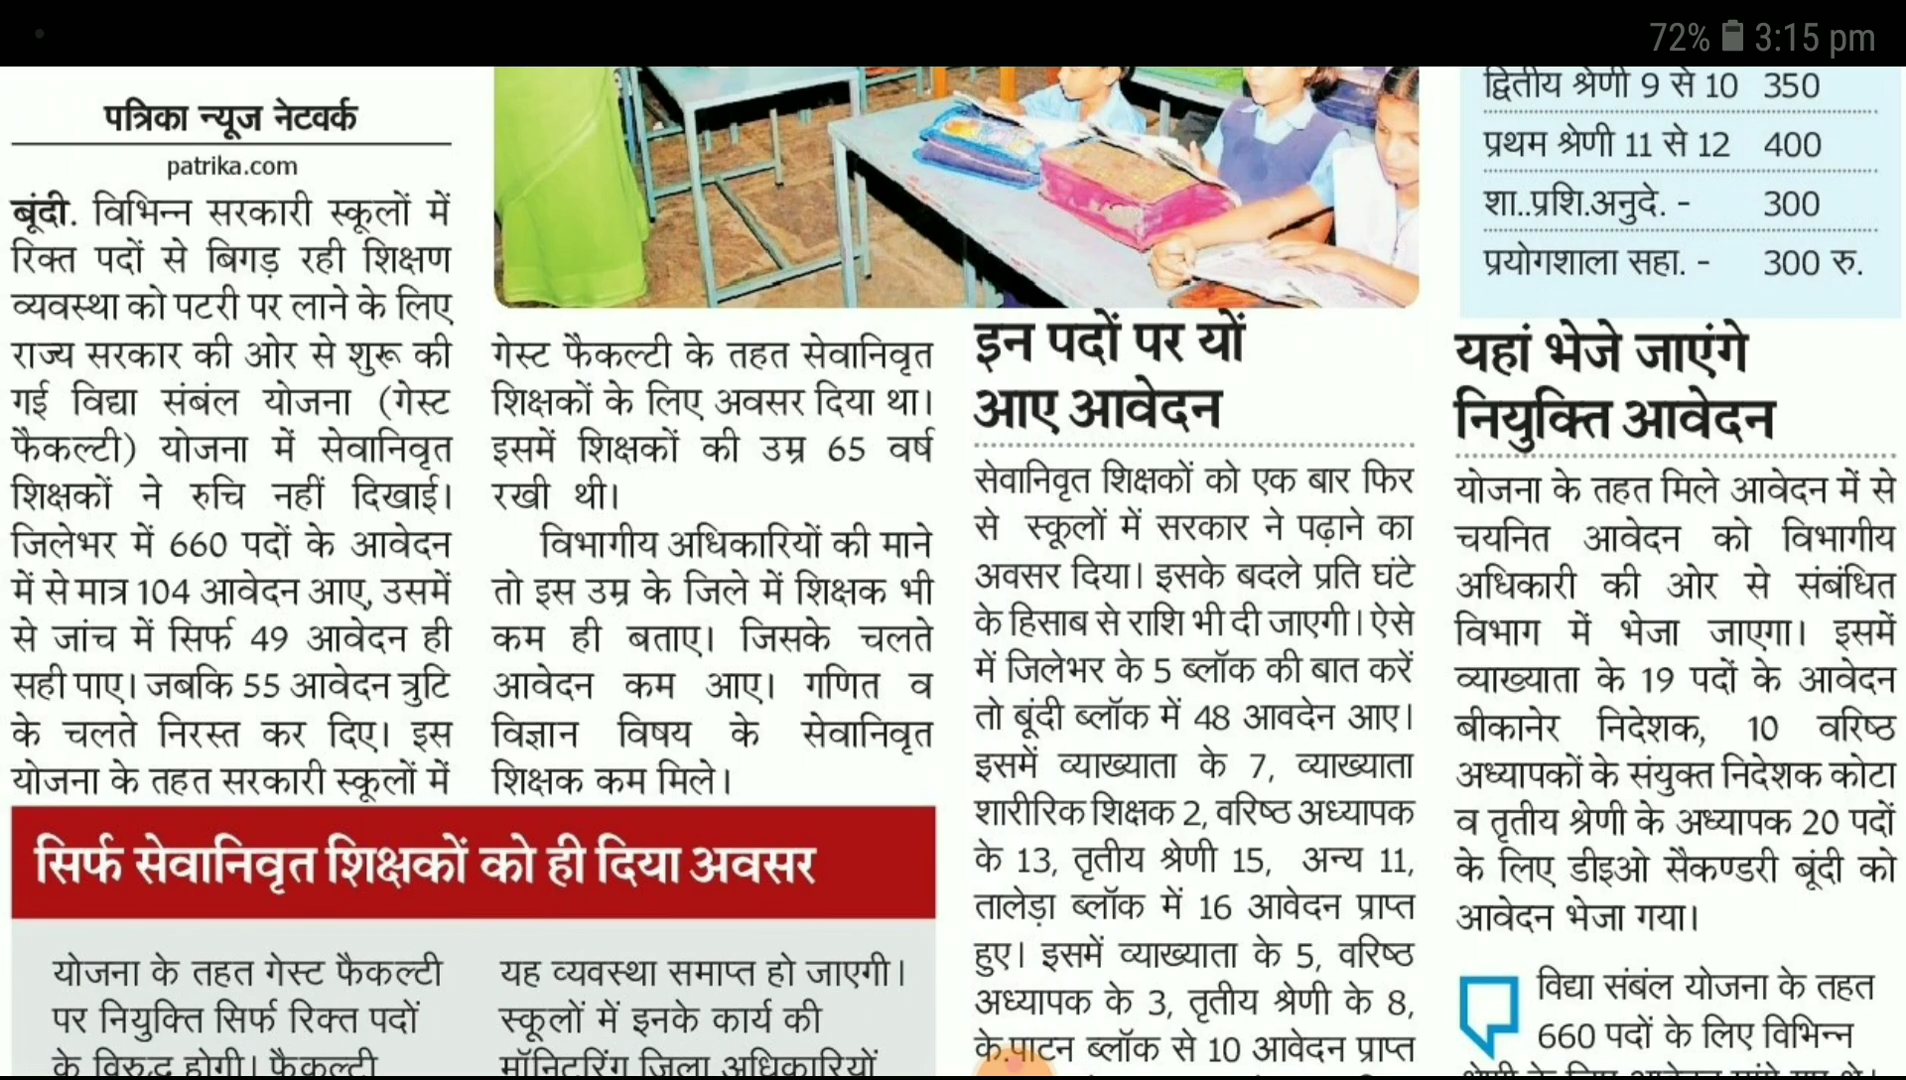 72% 3:15 pm
पत्रिका न्यूज नेटवर्क
patrika.com
बूंदी. विभिन्न सरकारी स्कूलों में
रिक्त पदों से बिगड़ रही शिक्षण
व्यवस्था को पटरी पर लाने के लिए
राज्य सरकार की ओर से शुरू की
गई विद्या संबंल योजना (गेस्ट
फैकल्टी) योजना में सेवानिवृत
शिक्षकों ने रुचि नहीं दिखाई।
जिलेभर में 660 पदों के आवेदन
में से मात्र 104 आवेदन आए, उसमें
से जांच में सिर्फ 49 आवेदन ही
सही पाए। जबकि 55 आवेदन त्रुटि
के चलते निरस्त कर दिए। इस
योजना के तहत सरकारी स्कूलों में
गेस्ट फैकल्टी के तहत सेवानिवृत
शिक्षकों के लिए अवसर दिया था।
इसमें शिक्षकों की उम्र 65 वर्ष
रखी थी।
विभागीय अधिकारियों की माने
तो इस उम्र के जिले में शिक्षक भी
कम ही बताए। जिसके चलते
आवेदन कम आए। गणित व
विज्ञान विषय के सेवानिवृत
शिक्षक कम मिले।
सिर्फ सेवानिवृत शिक्षकों को ही दिया अवसर
योजना के तहत गेस्ट फैकल्टी
पर नियुक्ति सिर्फ रिक्त पदों
के विरुद्ध होगी। फैकल्टी
यह व्यवस्था समाप्त हो जाएगी।
स्कूलों में इनके कार्य की
मॉनिटरिंग जिला अधिकारियों
इन पदों पर यों
आए आवेदन
सेवानिवृत शिक्षकों को एक बार फिर
से स्कूलों में सरकार ने पढ़ाने का
अवसर दिया। इसके बदले प्रति घंटे
के हिसाब से राशि भी दी जाएगी। ऐसे
में जिलेभर के 5 ब्लॉक की बात करें
तो बूंदी ब्लॉक में 48 आवदेन आए।
इसमें व्याख्याता के 7, व्याख्याता
शारीरिक शिक्षक 2, वरिष्ठ अध्यापक
के 13, तृतीय श्रेणी 15, अन्य 11,
तालेड़ा ब्लॉक में 16 आवेदन प्राप्त
हुए। इसमें व्याख्याता के 5, वरिष्ठ
अध्यापक के 3, तृतीय श्रेणी के 8,
के.पाटन ब्लॉक से 10 आवेदन प्राप्त
द्वितीय श्रेणी 9 से 10 350
प्रथम श्रेणी 11 से 12 400
शा..प्रशि.अनुदे. - 300
प्रयोगशाला सहा. - 300 रु.
यहां भेजे जाएंगे
नियुक्ति आवेदन
योजना के तहत मिले आवेदन में से
चयनित आवेदन को विभागीय
अधिकारी की ओर से संबंधित
विभाग में भेजा जाएगा। इसमें
व्याख्याता के 19 पदों के आवेदन
बीकानेर निदेशक, 10 वरिष्ठ
अध्यापकों के संयुक्त निदेशक कोटा
व तृतीय श्रेणी के अध्यापक 20 पदों
के लिए डीइओ सैकण्डरी बूंदी को
आवेदन भेजा गया।
विद्या संबंल योजना के तहत
660 पदों के लिए विभिन्न